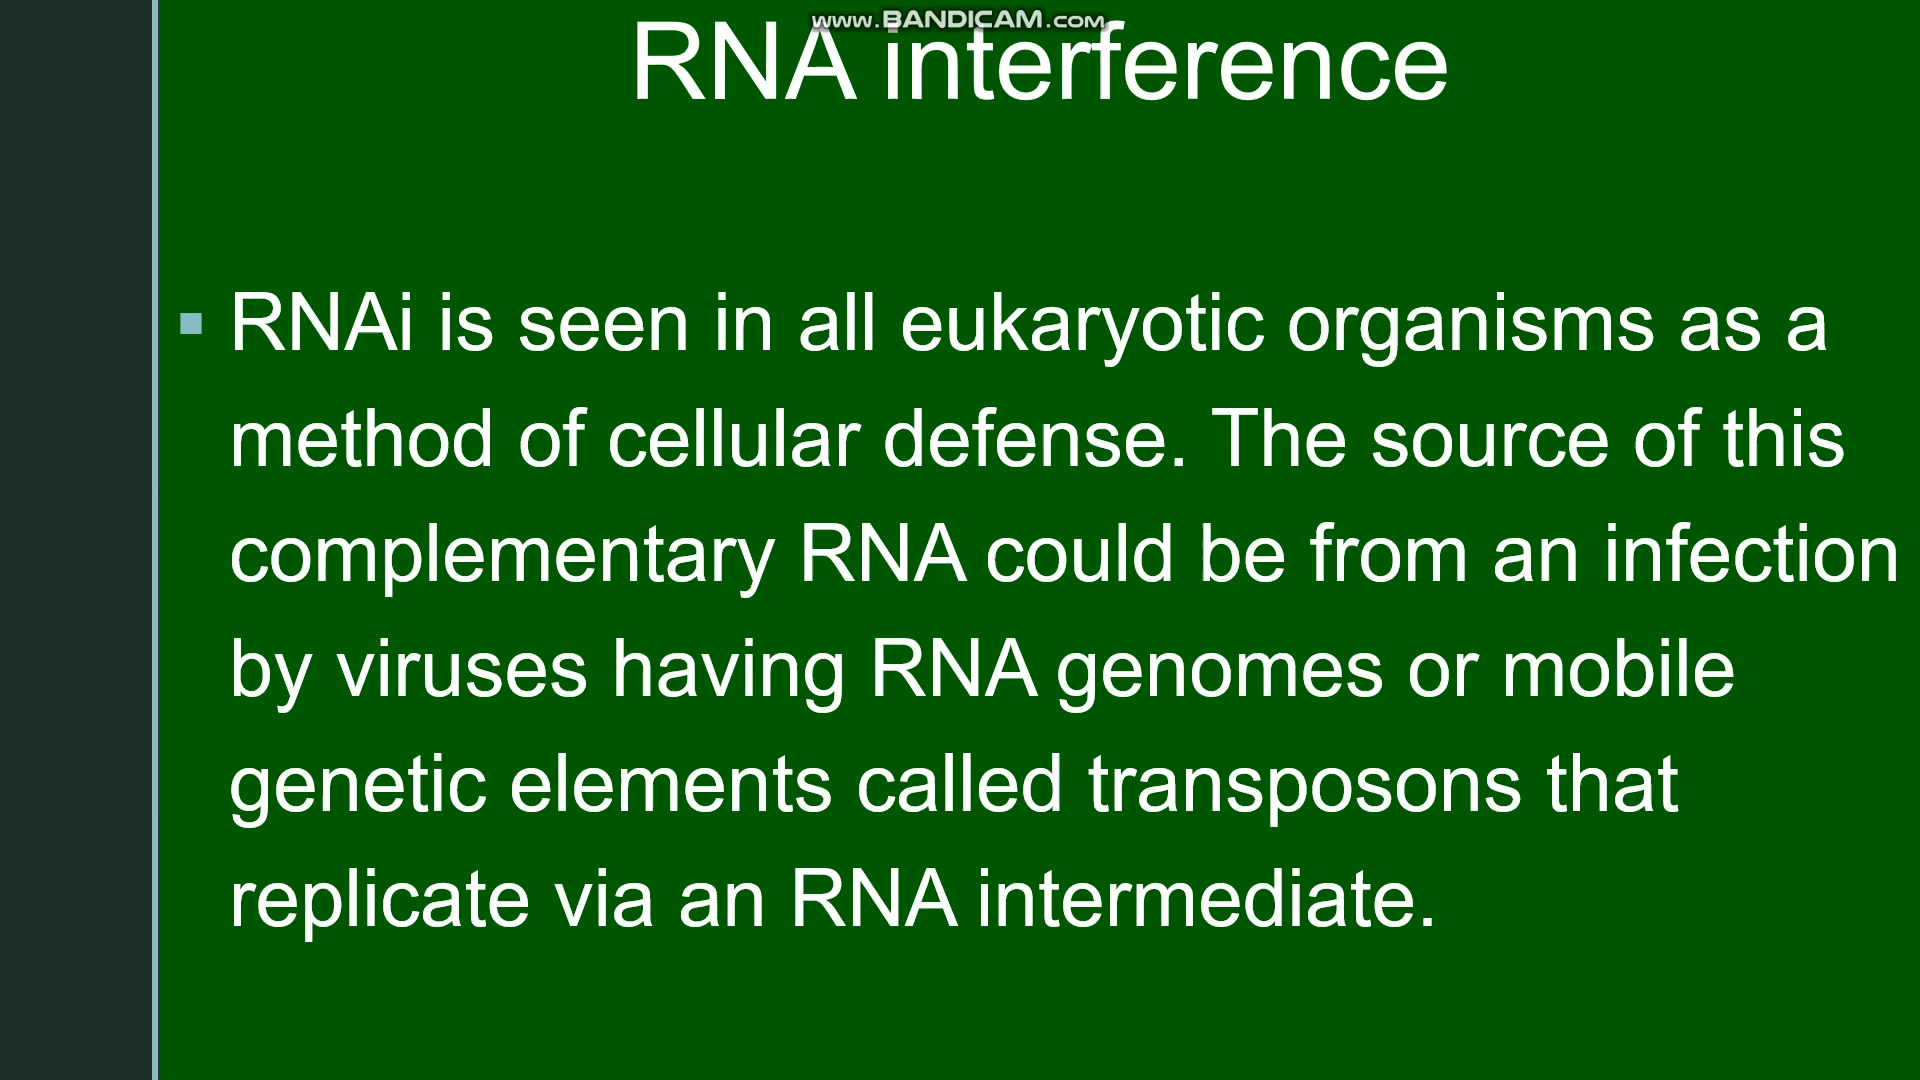 www.BANDICAM.com
RNA interference
▪ RNAi is seen in all eukaryotic organisms as a
method of cellular defense. The source of this
complementary RNA could be from an infection
by viruses having RNA genomes or mobile
genetic elements called transposons that
replicate via an RNA intermediate.